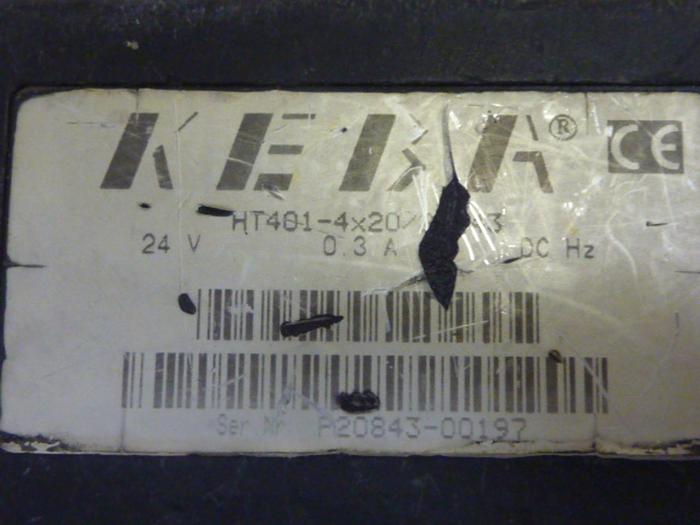 KEBA ® CE
HT401-4x20/
24 V 0.3 A DC Hz
Ser.Nr P20843-00197